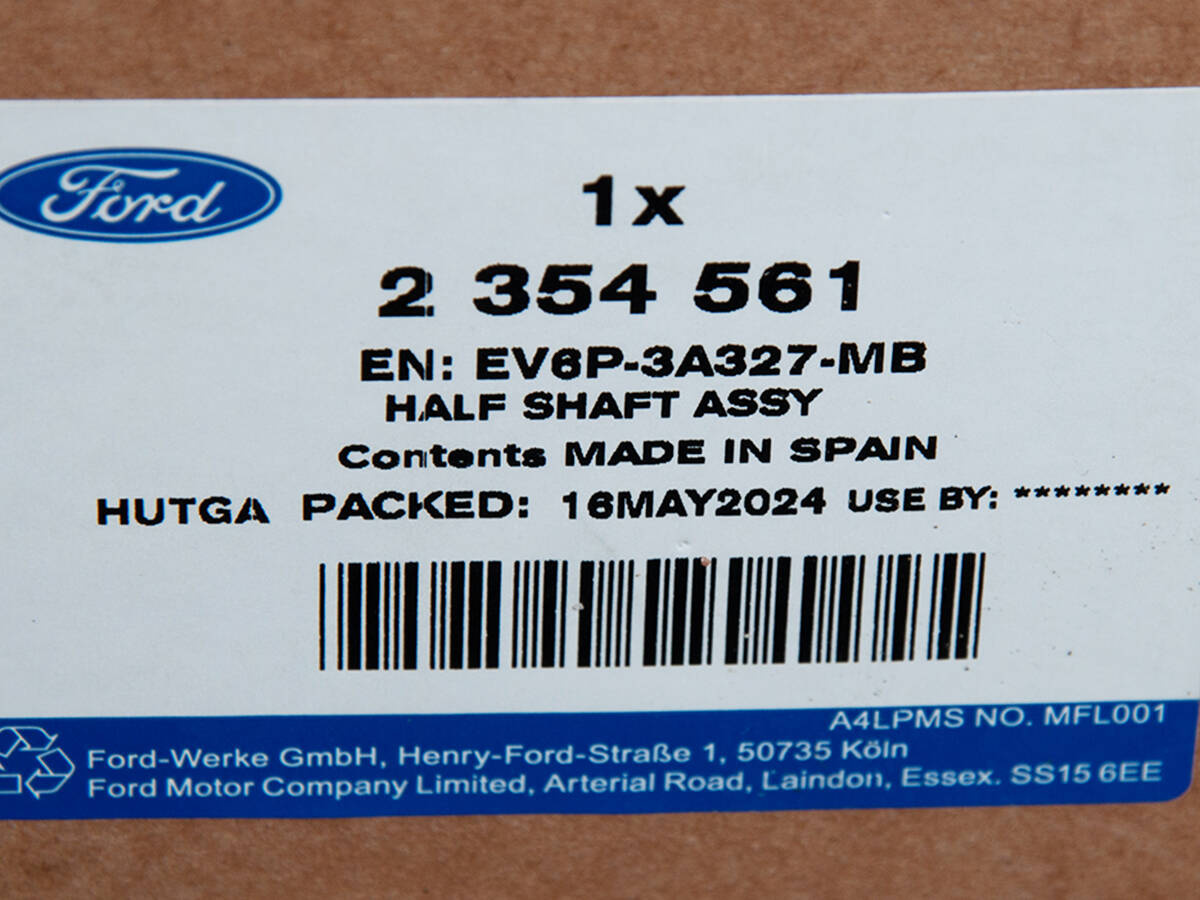 Ford
1x
2 354 561
EN: EV6P-3A327-MB
HALF SHAFT ASSY
Contents MADE IN SPAIN
HUTGA PACKED: 16MAY2024 USE BY: ********
A4LPMS NO. MFL001
Ford-Werke GmbH, Henry-Ford-Straße 1, 50735 Köln
Ford Motor Company Limited, Arterial Road, Laindon, Essex. SS15 6EE